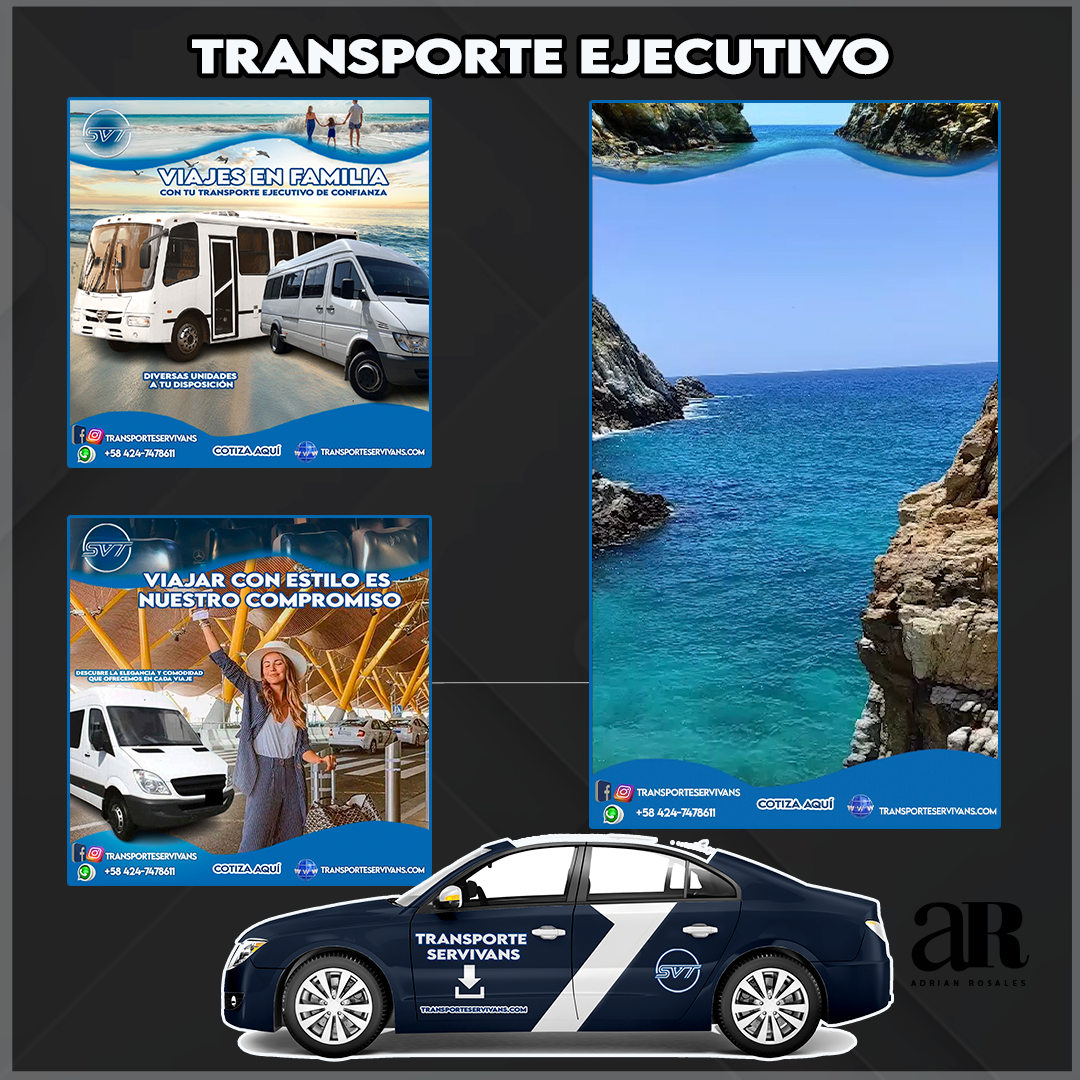 TRANSPORTE EJECUTIVO
SVT
VIAJES EN FAMILIA
CON TU TRANSPORTE EJECUTIVO DE CONFIANZA
DIVERSAS UNIDADES
A TU DISPOSICIÓN
TRANSPORTESERVIVANS
+58 424-7478611
COTIZA AQUÍ
WWW
TRANSPORTESERVIVANS.COM
SVT
VIAJAR CON ESTILO ES
NUESTRO COMPROMISO
DESCUBRE LA ELEGANCIA Y COMODIDAD
QUE OFRECEMOS EN CADA VIAJE
TRANSPORTESERVIVANS
+58 424-7478611
COTIZA AQUÍ
WWW
TRANSPORTESERVIVANS.COM
TRANSPORTESERVIVANS
+58 424-7478611
COTIZA AQUÍ
WWW
TRANSPORTESERVIVANS.COM
TRANSPORTE
SERVIVANS
TRANSPORTESERVIVANS.COM
SVT
aR
ADRIAN ROSALES